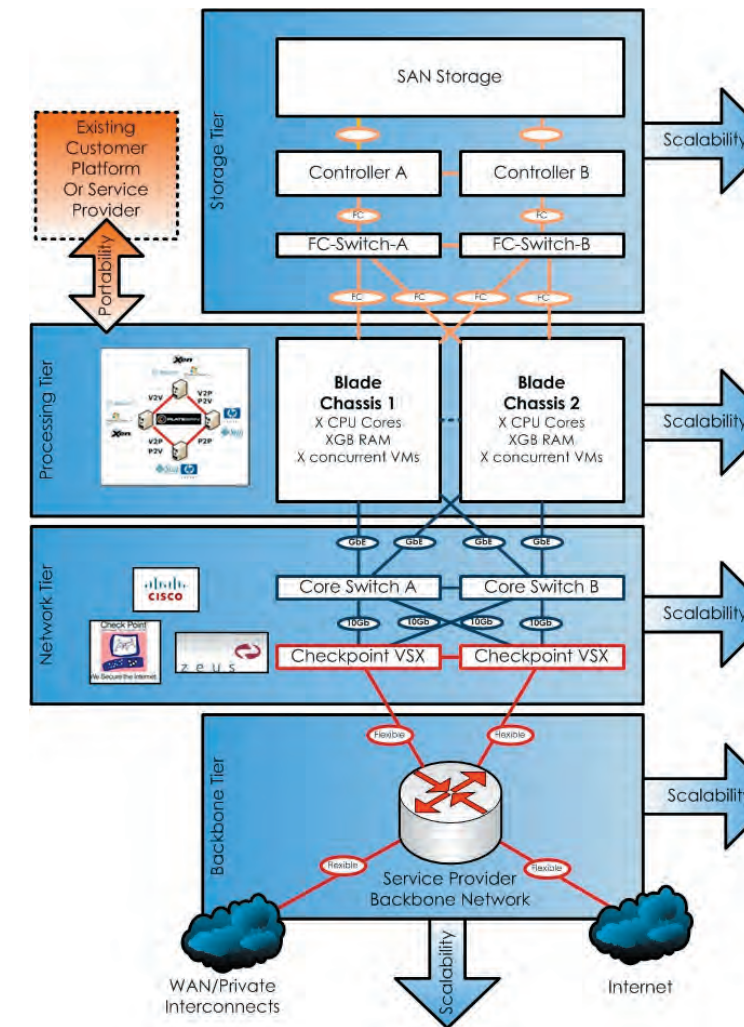 SAN Storage
Storage Tier
Scalability
Controller A
Controller B
FC
FC
FC-Switch-A
FC-Switch-B
FC
FC
FC
FC
Existing
Customer
Platform
Or Service
Provider
Portability
Processing Tier
Xen
V2V
V2P
P2V
Xen
V2P
P2V
P2P
Blade
Chassis 1
X CPU Cores
XGB RAM
X concurrent VMs
Blade
Chassis 2
X CPU Cores
XGB RAM
X concurrent VMs
Scalability
Network Tier
GbE
GbE
GbE
GbE
CISCO
Core Switch A
Core Switch B
10Gb
10Gb
10Gb
10Gb
Check Point
We Secure the Internet
zeus
Checkpoint VSX
Checkpoint VSX
Scalability
Backbone Tier
Flexible
Flexible
Scalability
Flexible
Flexible
Service Provider
Backbone Network
WAN/Private
Interconnects
Scalability
Internet